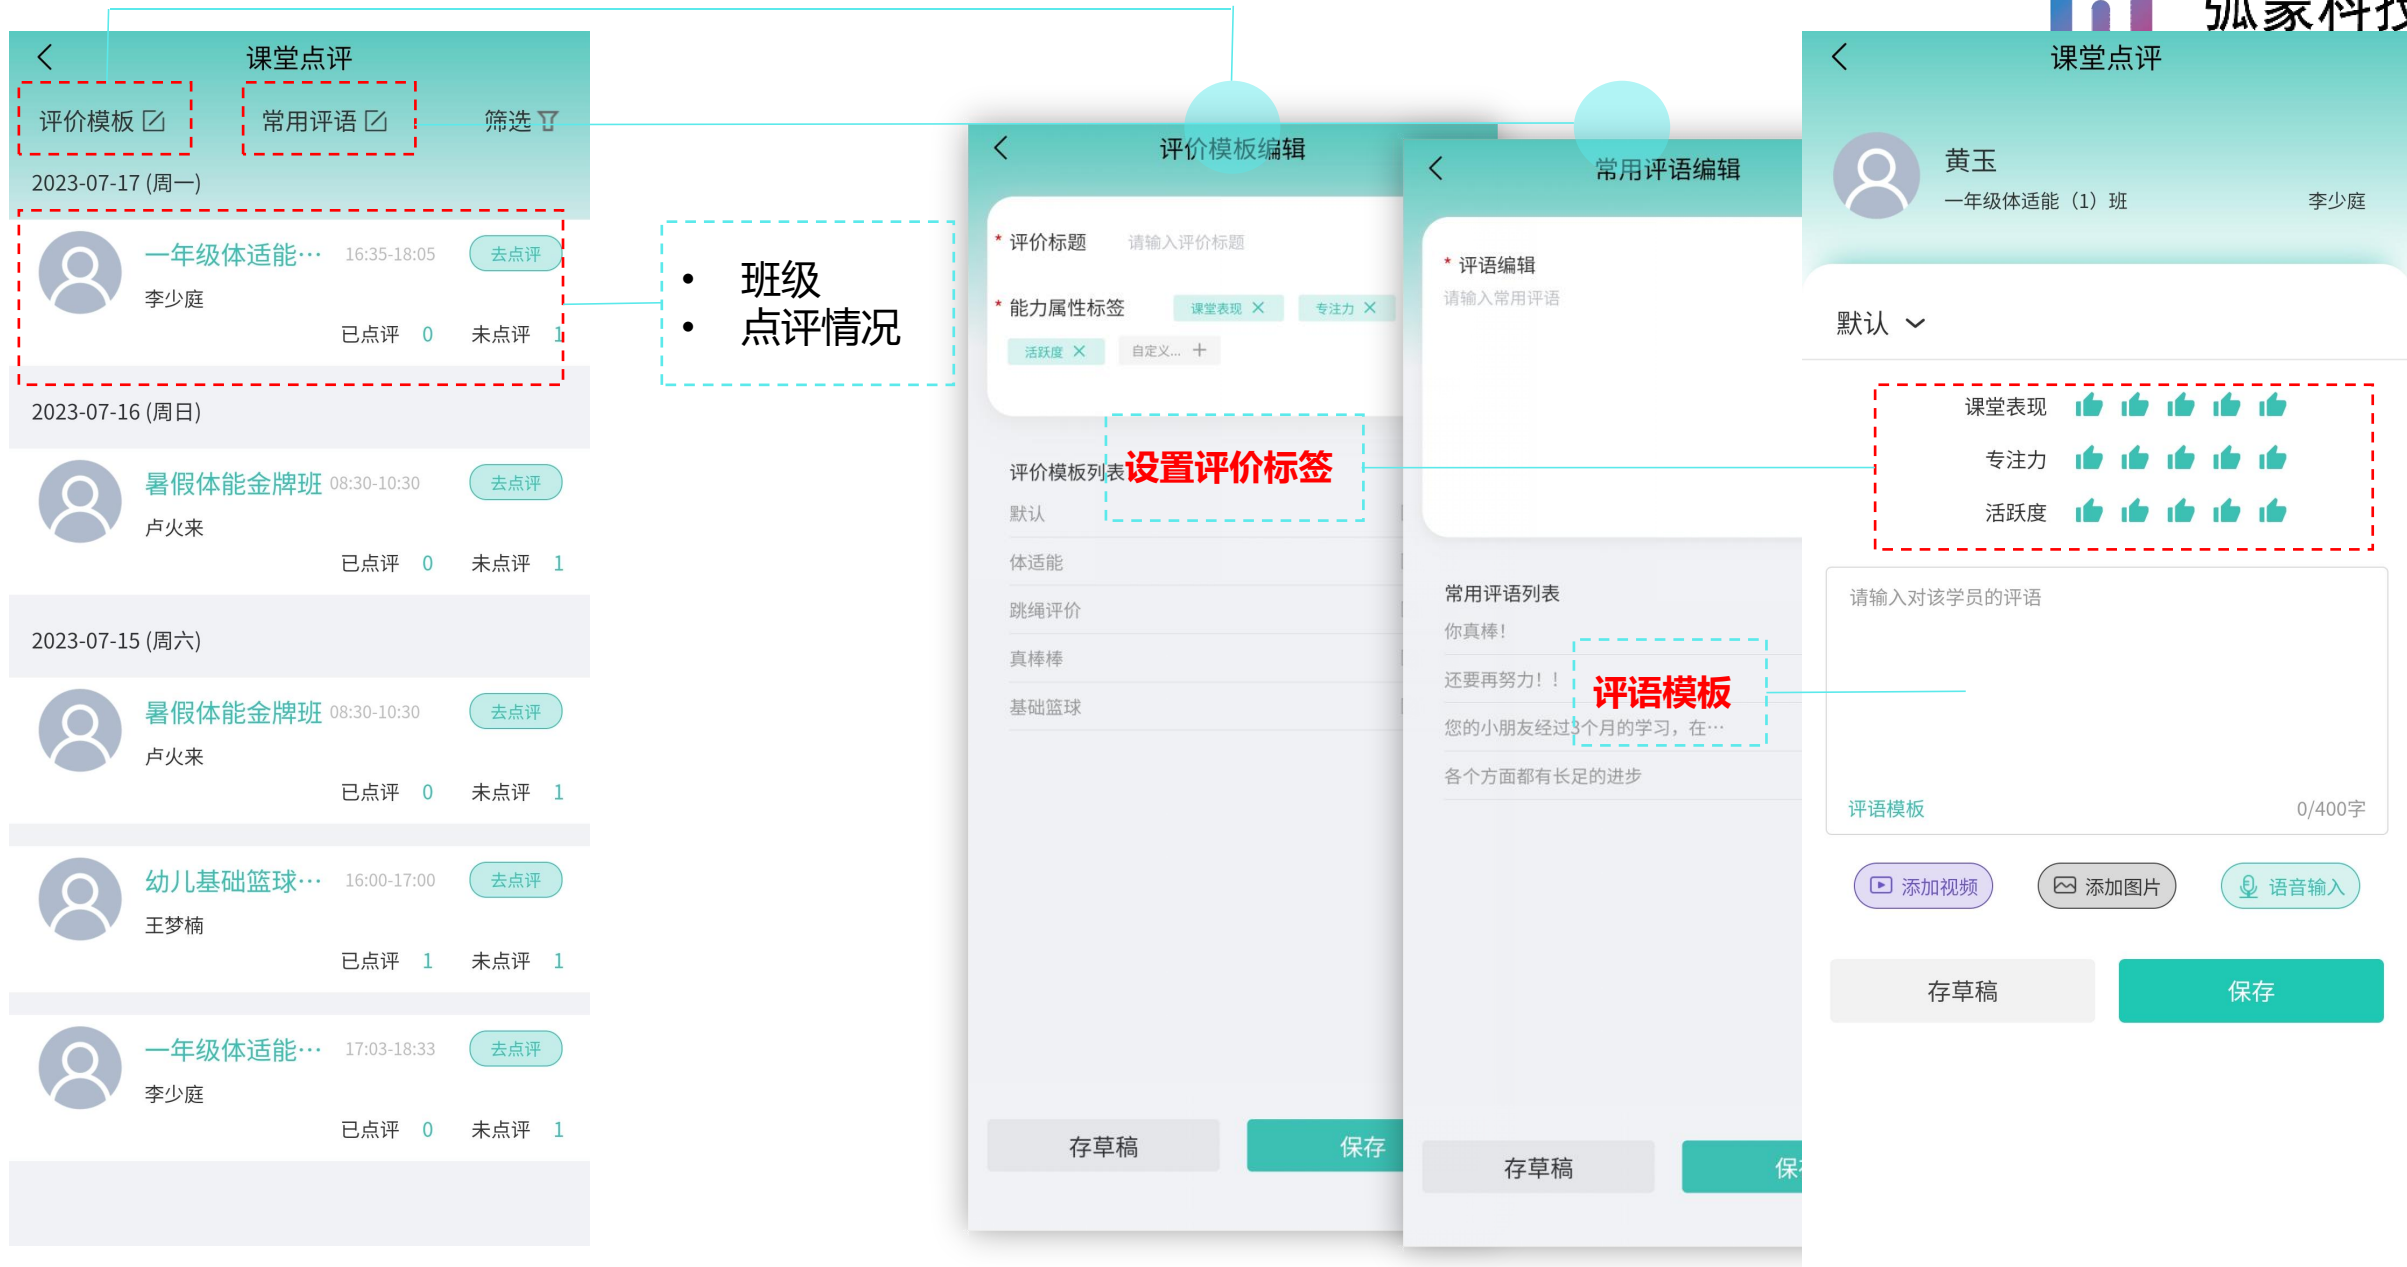 弧象科技
课堂点评
评价模板
常用评语
筛选
2023-07-17 (周一)
一年级体适能…
16:35-18:05
去点评
李少庭
已点评 0
未点评 1
2023-07-16 (周日)
暑假体能金牌班
08:30-10:30
去点评
卢火来
已点评 0
未点评 1
2023-07-15 (周六)
暑假体能金牌班
08:30-10:30
去点评
卢火来
已点评 0
未点评 1
幼儿基础篮球…
16:00-17:00
去点评
王梦楠
已点评 1
未点评 1
一年级体适能…
17:03-18:33
去点评
李少庭
已点评 0
未点评 1
• 班级
• 点评情况
评价模板编辑
* 评价标题
请输入评价标题
* 能力属性标签
课堂表现 ×
专注力 ×
活跃度 ×
自定义... +
设置评价标签
评价模板列表
默认
体适能
跳绳评价
真棒棒
基础篮球
存草稿
保存
常用评语编辑
* 评语编辑
请输入常用评语
常用评语列表
你真棒！
还要再努力！！
您的小朋友经过3个月的学习，在…
各个方面都有长足的进步
评语模板
存草稿
课堂点评
黄玉
一年级体适能（1）班
李少庭
默认
课堂表现
专注力
活跃度
请输入对该学员的评语
评语模板
0/400字
添加视频
添加图片
语音输入
存草稿
保存